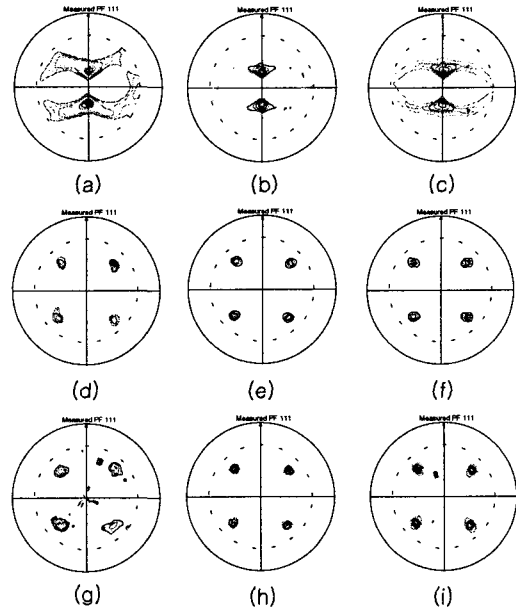 Measured PF 111
Measured PF 111
Measured PF 111
(a)
(b)
(c)
Measured PF 111
Measured PF 111
Measured PF 111
(d)
(e)
(f)
Measured PF 111
Measured PF 111
Measured PF 111
(g)
(h)
(i)